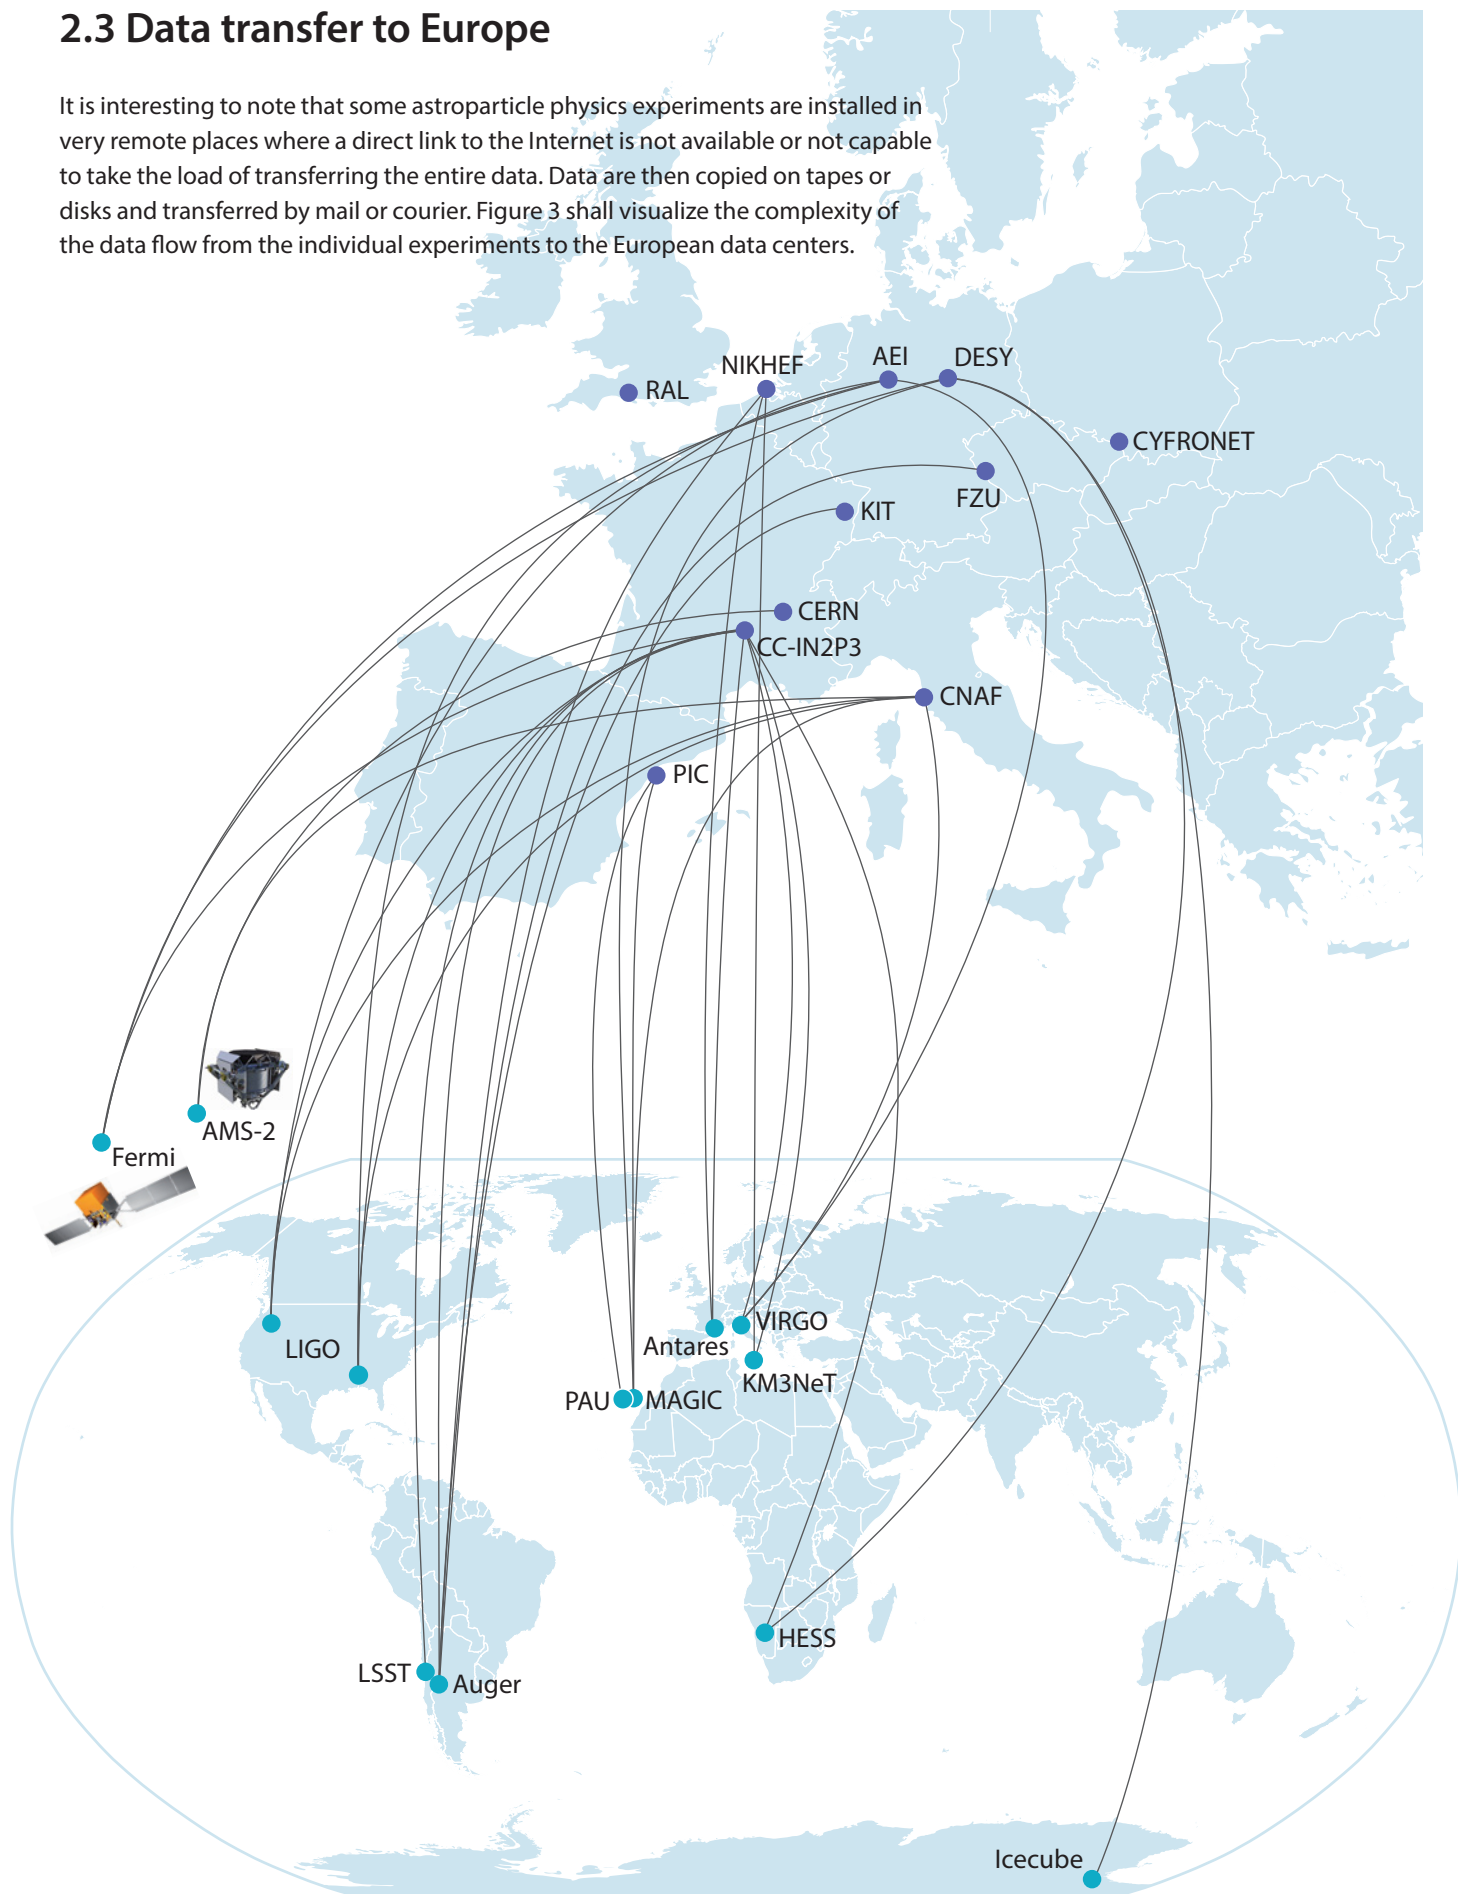 2.3 Data transfer to Europe
It is interesting to note that some astroparticle physics experiments are installed in
very remote places where a direct link to the Internet is not available or not capable
to take the load of transferring the entire data. Data are then copied on tapes or
disks and transferred by mail or courier. Figure 3 shall visualize the complexity of
the data flow from the individual experiments to the European data centers.
AEI
DESY
NIKHEF
RAL
CYFRONET
FZU
KIT
CERN
CC-IN2P3
CNAF
PIC
AMS-2
Fermi
VIRGO
Antares
LIGO
KM3NeT
PAU
MAGIC
HESS
LSST
Auger
Icecube